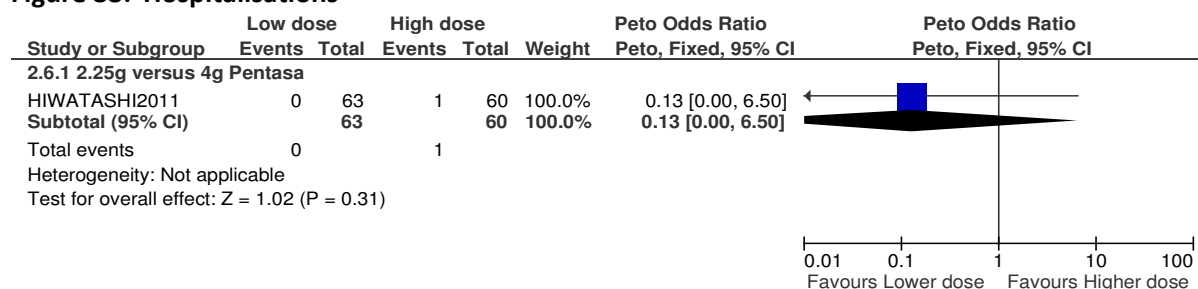 Low dose High dose Peto Odds Ratio Peto Odds Ratio
Study or Subgroup Events Total Events Total Weight Peto, Fixed, 95% CI Peto, Fixed, 95% CI
2.6.1 2.25g versus 4g Pentasa
HIWATASHI2011 0 63 1 60 100.0% 0.13 [0.00, 6.50]
Subtotal (95% CI) 63 60 100.0% 0.13 [0.00, 6.50]
Total events 0 1
Heterogeneity: Not applicable
Test for overall effect: Z = 1.02 (P = 0.31)
0.01 0.1 1 10 100
Favours Lower dose Favours Higher dose